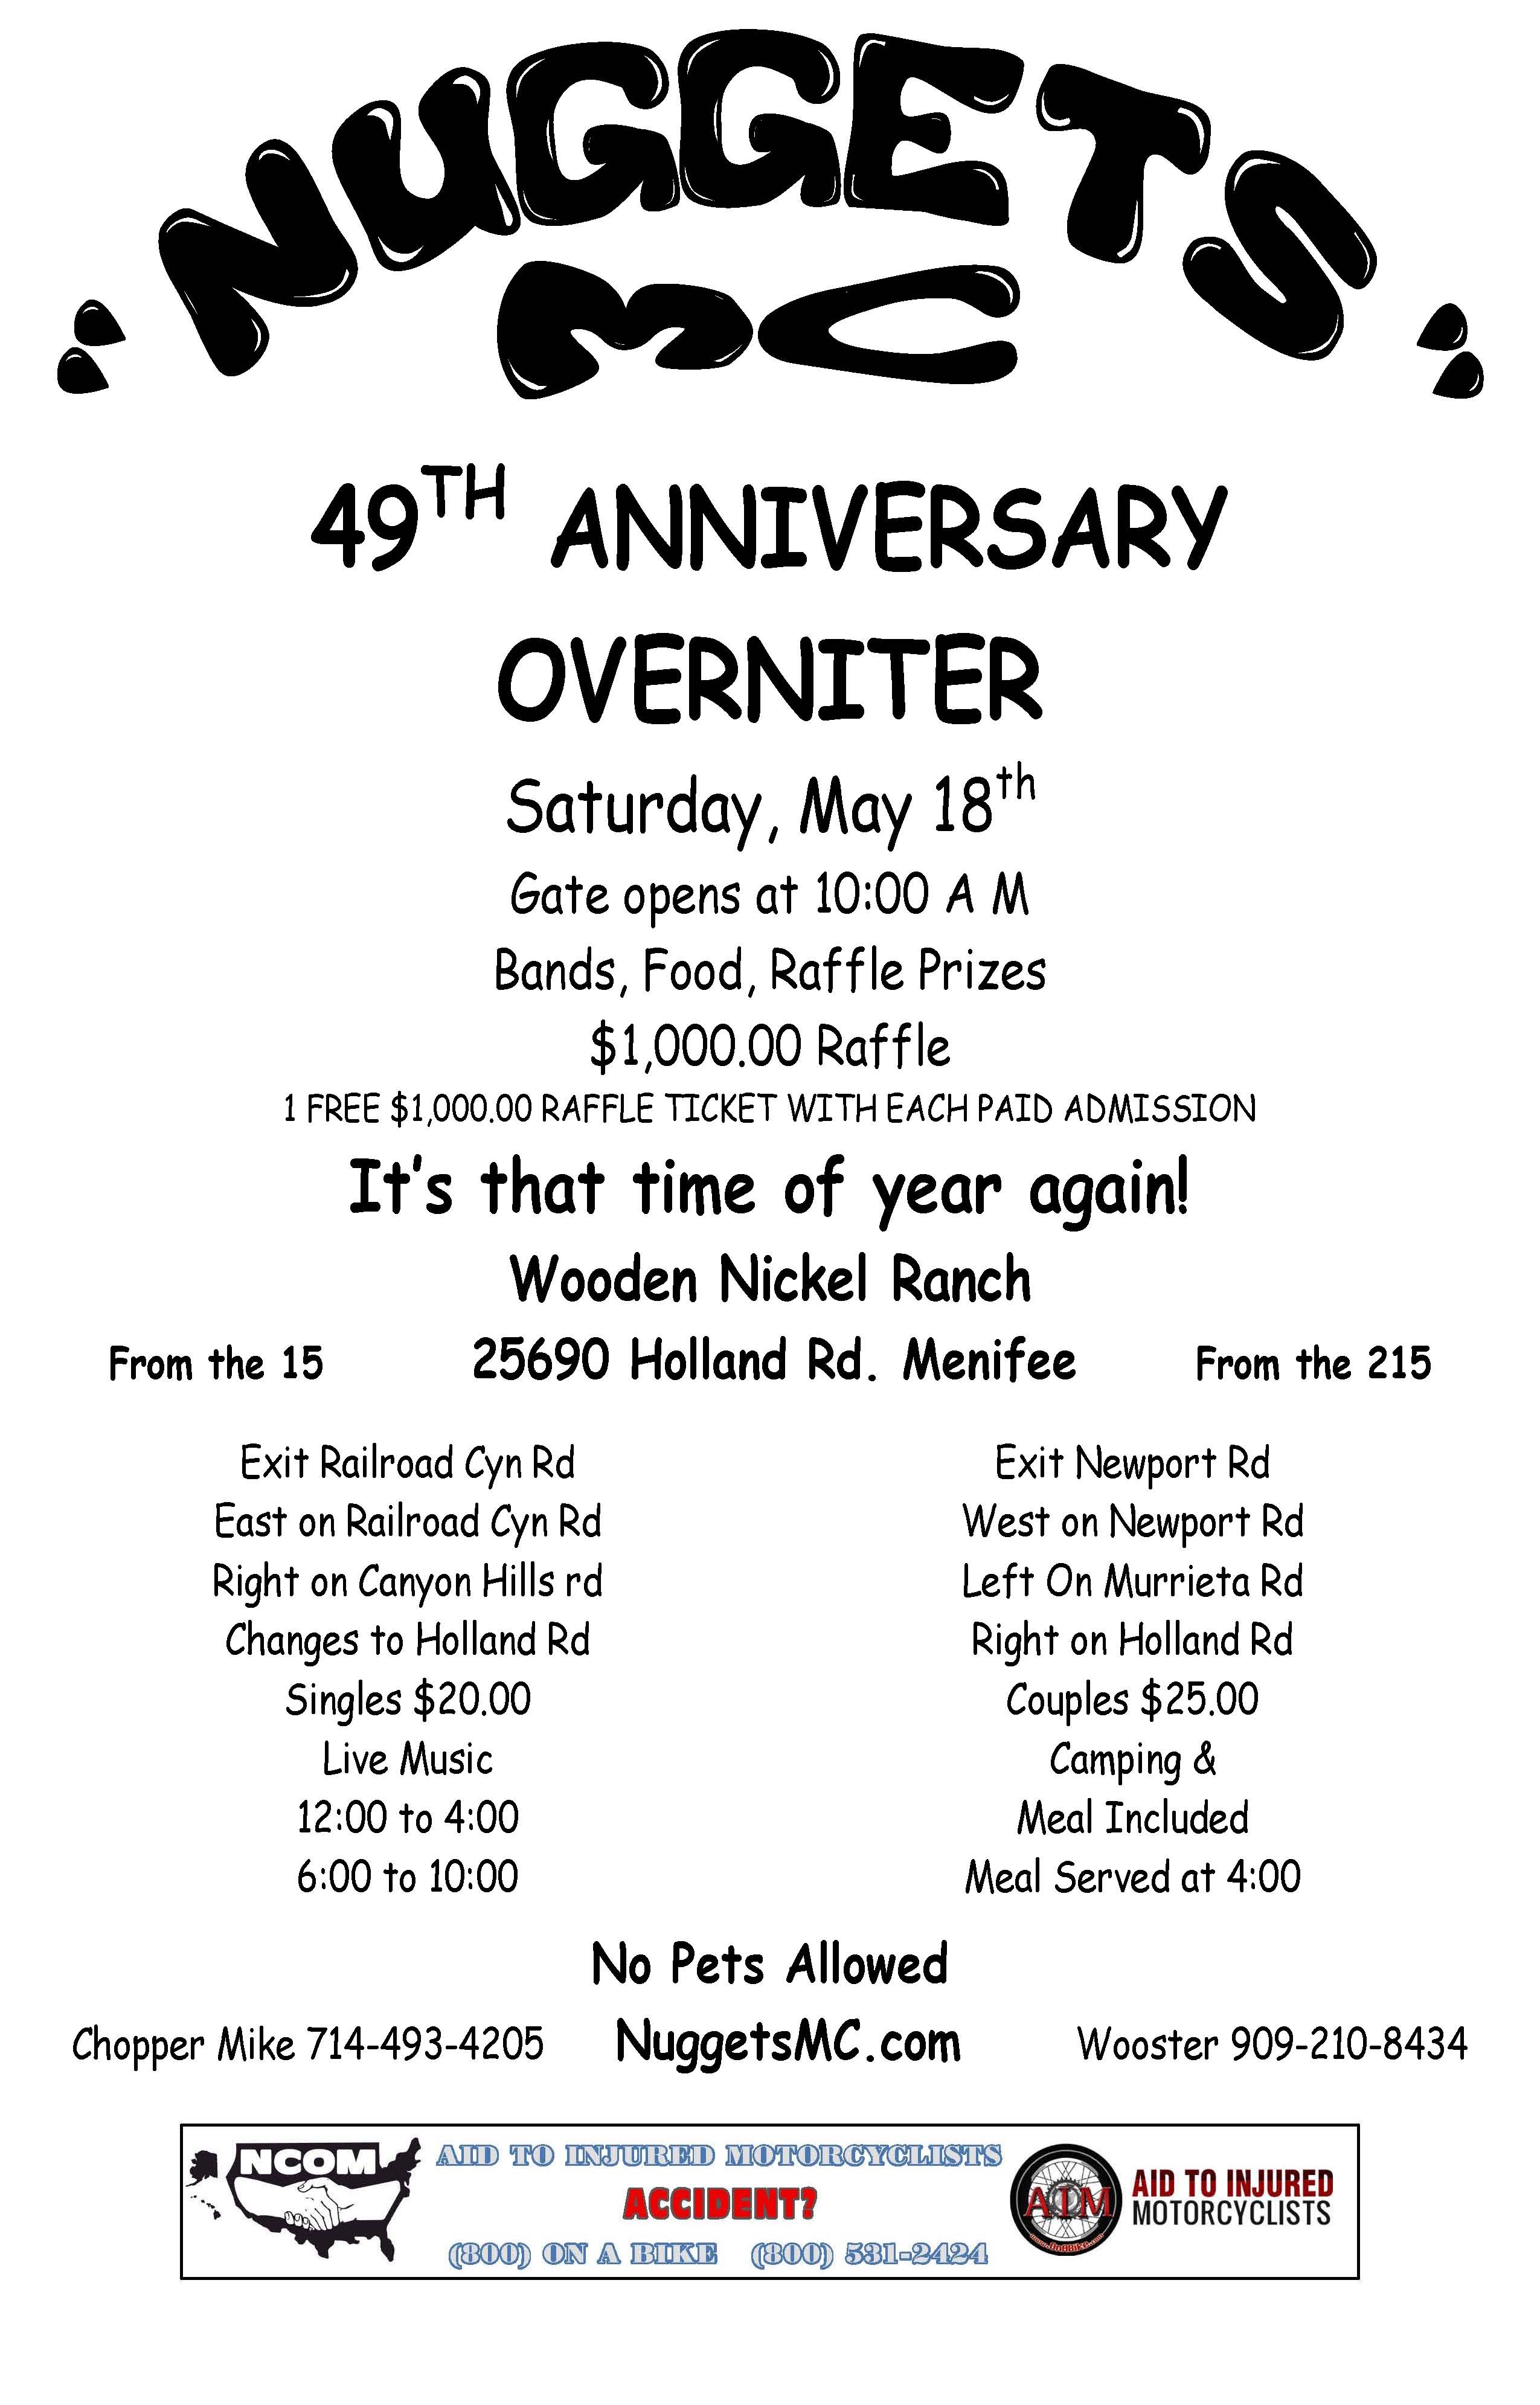 NUGGETS
MC
49TH ANNIVERSARY
OVERNITER
Saturday, May 18th
Gate opens at 10:00 A M
Bands, Food, Raffle Prizes
$1,000.00 Raffle
1 FREE $1,000.00 RAFFLE TICKET WITH EACH PAID ADMISSION
It's that time of year again!
Wooden Nickel Ranch
25690 Holland Rd. Menifee
From the 15
Exit Railroad Cyn Rd
East on Railroad Cyn Rd
Right on Canyon Hills rd
Changes to Holland Rd
Singles $20.00
Live Music
12:00 to 4:00
6:00 to 10:00
From the 215
Exit Newport Rd
West on Newport Rd
Left On Murrieta Rd
Right on Holland Rd
Couples $25.00
Camping &
Meal Included
Meal Served at 4:00
No Pets Allowed
Chopper Mike 714-493-4205
NuggetsMC.com
Wooster 909-210-8434
NCOM
AID TO INJURED MOTORCYCLISTS
ACCIDENT?
(800) ON A BIKE (800) 531-2424
AIM
AID TO INJURED
MOTORCYCLISTS